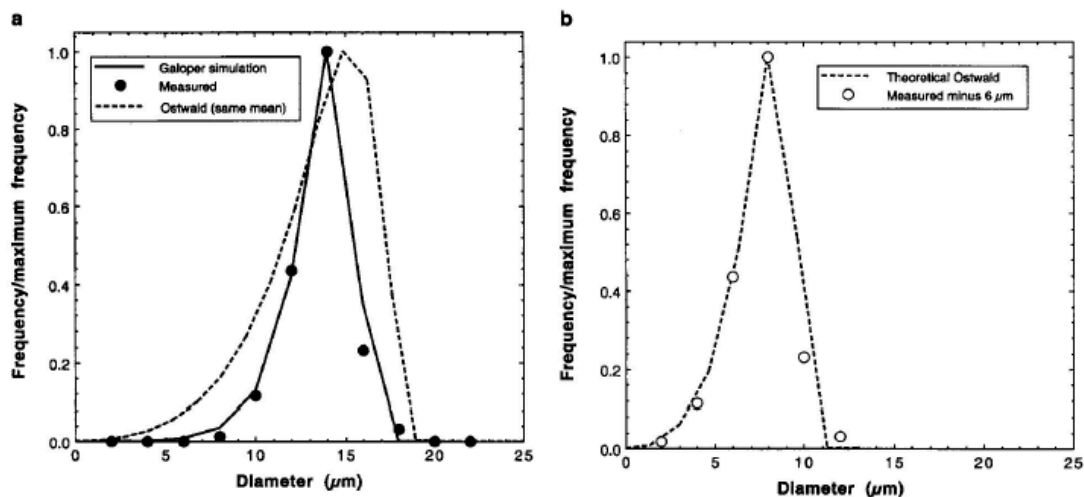 a
Galoper simulation
Measured
Ostwald (same mean)
Frequency/maximum frequency
1.0
0.8
0.6
0.4
0.2
0.0
0 5 10 15 20 25
Diameter (μm)
b
Theoretical Ostwald
Measured minus 6 μm
Frequency/maximum frequency
1.0
0.8
0.6
0.4
0.2
0.0
0 5 10 15 20 25
Diameter (μm)